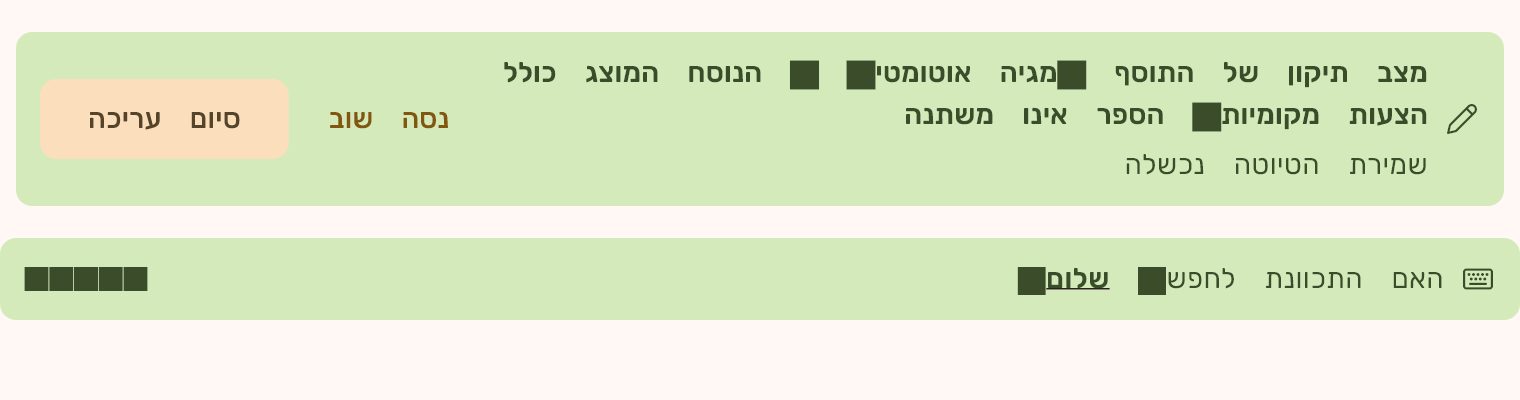 מצב תיקון של התוסף ■מגיה אוטומטי■ ■ הנוסח המוצג כולל
הצעות מקומיות■ הספר אינו משתנה
שמירת הטיוטה נכשלה
נסה שוב
סיום עריכה
האם התכוונת לחפש■ שלום■
■■■■■